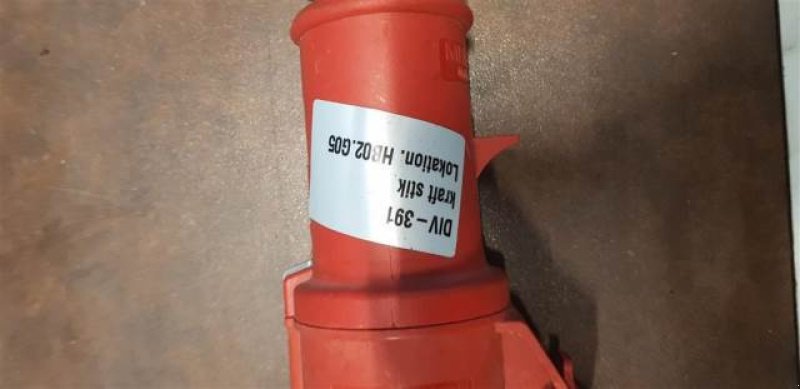 DIV-391
kraft stik
Lokation. HB02.G05